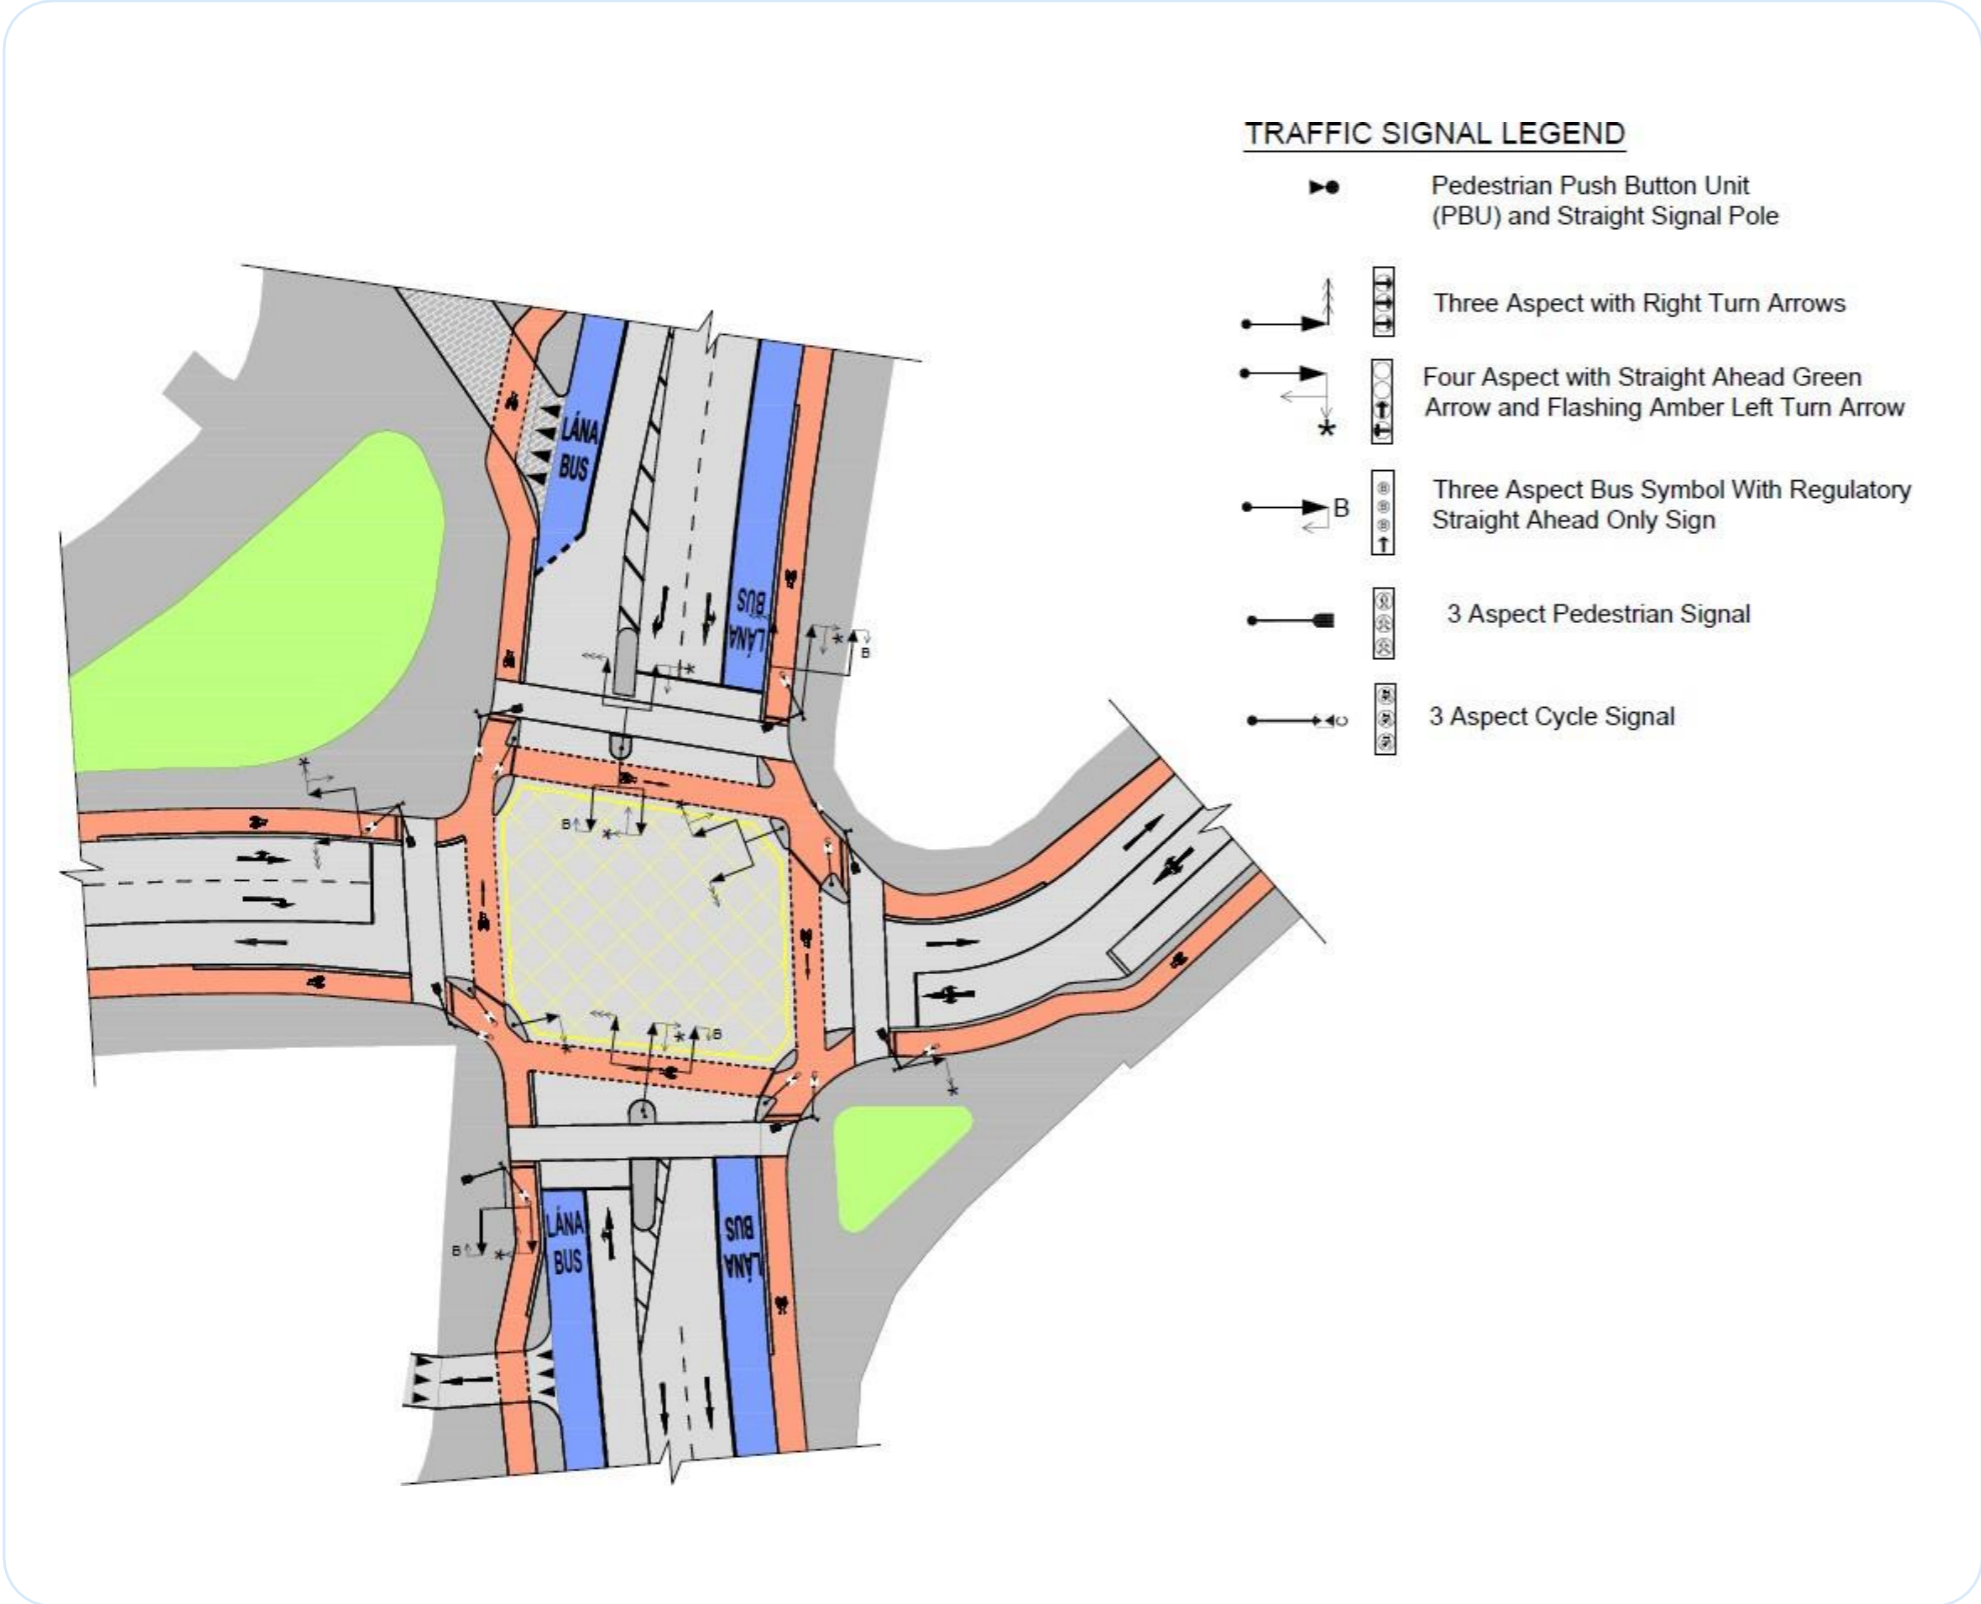 TRAFFIC SIGNAL LEGEND
Pedestrian Push Button Unit
(PBU) and Straight Signal Pole
Three Aspect with Right Turn Arrows
Four Aspect with Straight Ahead Green
Arrow and Flashing Amber Left Turn Arrow
*
B
Three Aspect Bus Symbol With Regulatory
Straight Ahead Only Sign
3 Aspect Pedestrian Signal
C
3 Aspect Cycle Signal
LÁNA
BUS
LÁNA
BUS
*
B
*
*
B
*
*
*
B
*
*
LÁNA
BUS
LÁNA
BUS
B
*